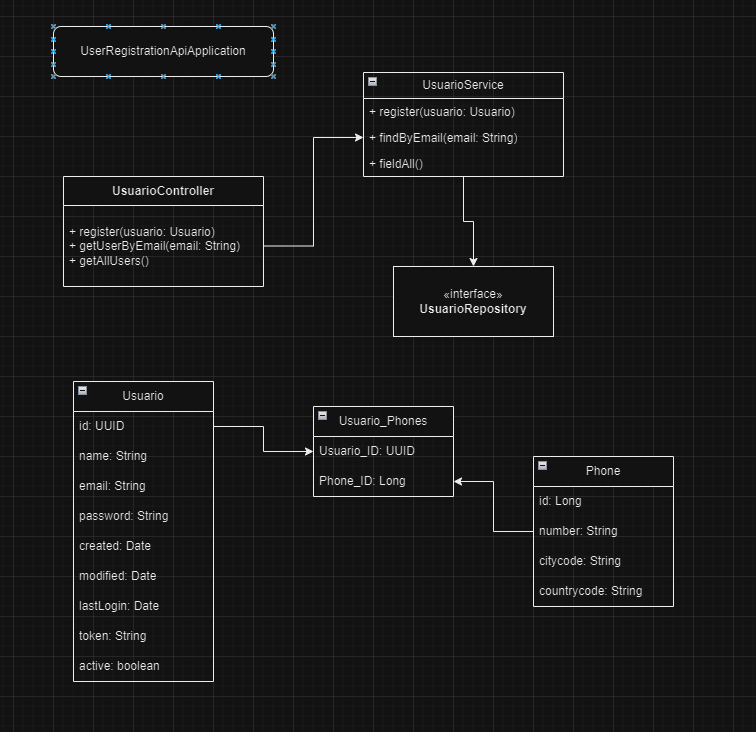 UserRegistrationApiApplication
UsuarioService
+ register(usuario: Usuario)
+ findByEmail(email: String)
+ fieldAll()
UsuarioController
+ register(usuario: Usuario)
+ getUserByEmail(email: String)
+ getAllUsers()
«interface»
UsuarioRepository
Usuario
id: UUID
name: String
email: String
password: String
created: Date
modified: Date
lastLogin: Date
token: String
active: boolean
Usuario_Phones
Usuario_ID: UUID
Phone_ID: Long
Phone
id: Long
number: String
citycode: String
countrycode: String